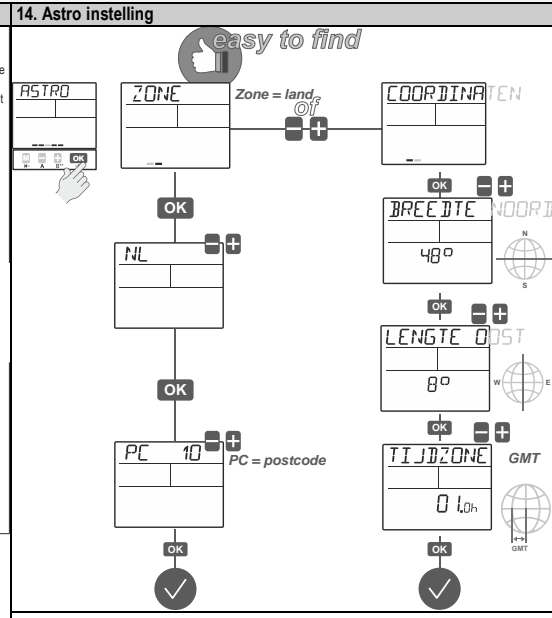 14. Astro instelling
easy to find
e
t
ASTRO
OK
ZONE
Zone = land
of
COORDINATEN
OK
OK
BREEDTE NOORD
48°
N
S
NL
OK
LENGTE OOST
8°
W
E
OK
OK
PC 10
PC = postcode
TIJDZONE
GMT
01.0h
GMT
OK
OK